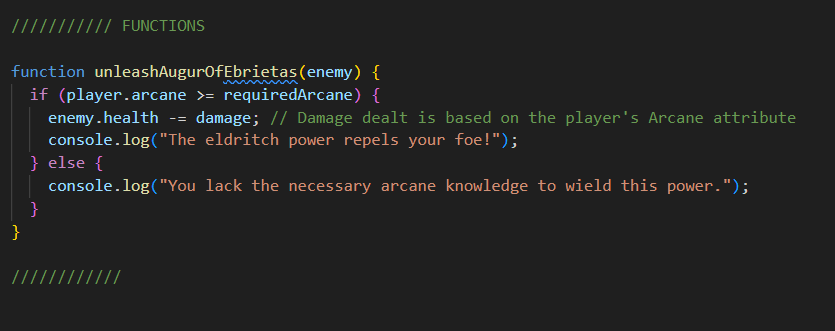 /////////// FUNCTIONS
function unleashAugurOfEbrietas(enemy) {
if (player.arcane >= requiredArcane) {
enemy.health -= damage; // Damage dealt is based on the player's Arcane attribute
console.log("The eldritch power repels your foe!");
} else {
console.log("You lack the necessary arcane knowledge to wield this power.");
}
}
////////////